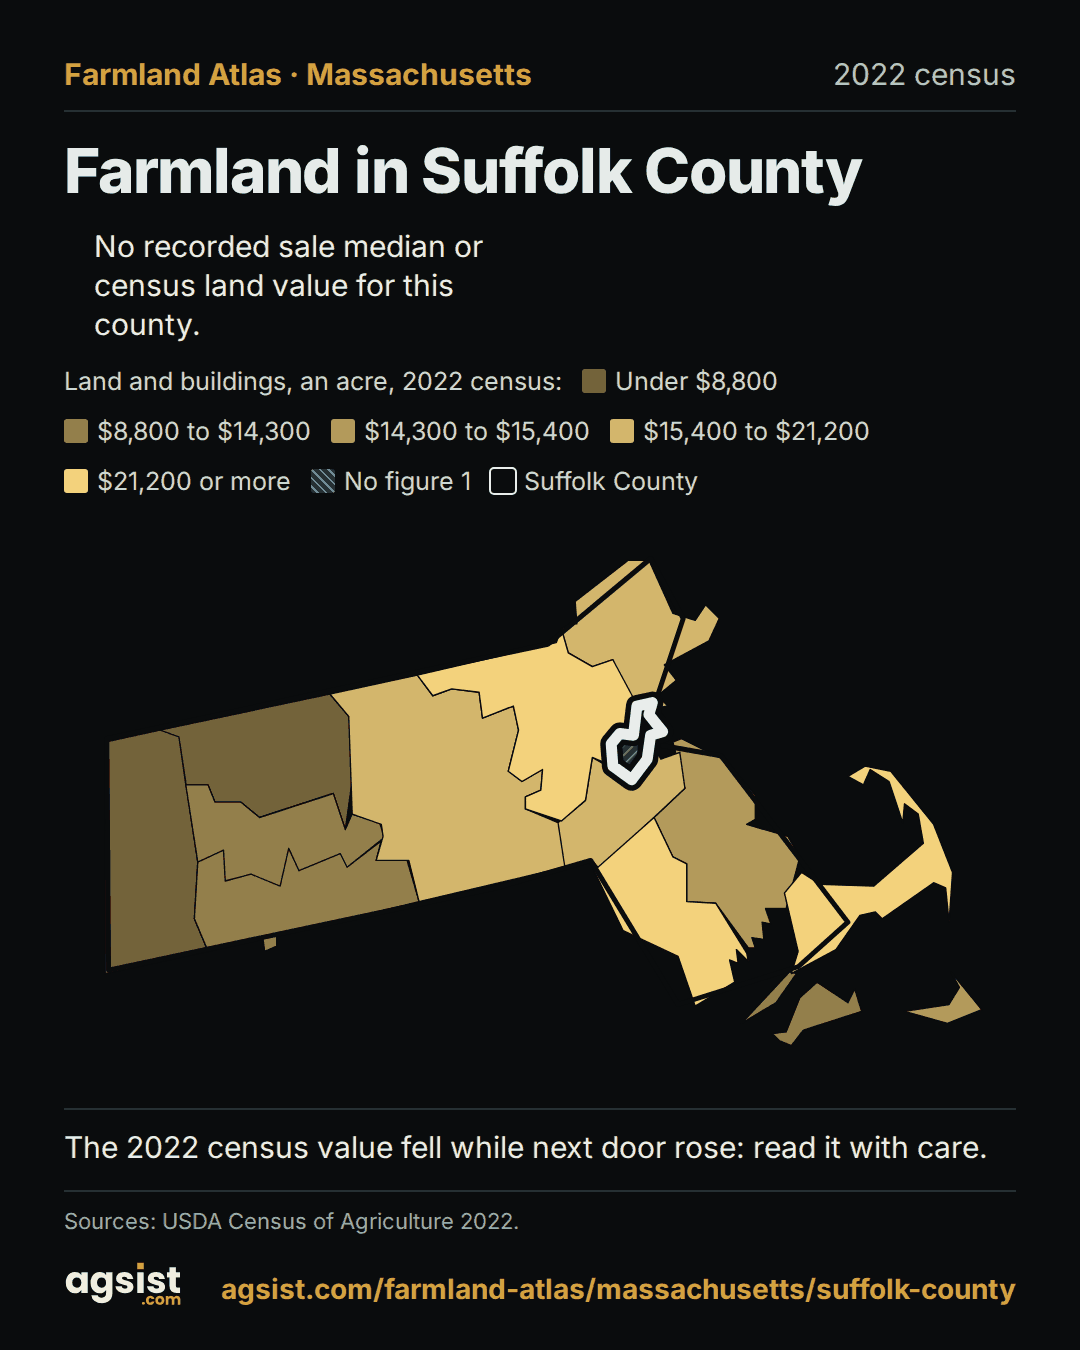 Farmland Atlas · Massachusetts
2022 census
Farmland in Suffolk County
No recorded sale median or
census land value for this
county.
Land and buildings, an acre, 2022 census: Under $8,800
$8,800 to $14,300 $14,300 to $15,400 $15,400 to $21,200
$21,200 or more No figure 1 Suffolk County
The 2022 census value fell while next door rose: read it with care.
Sources: USDA Census of Agriculture 2022.
agsist
.com
agsist.com/farmland-atlas/massachusetts/suffolk-county